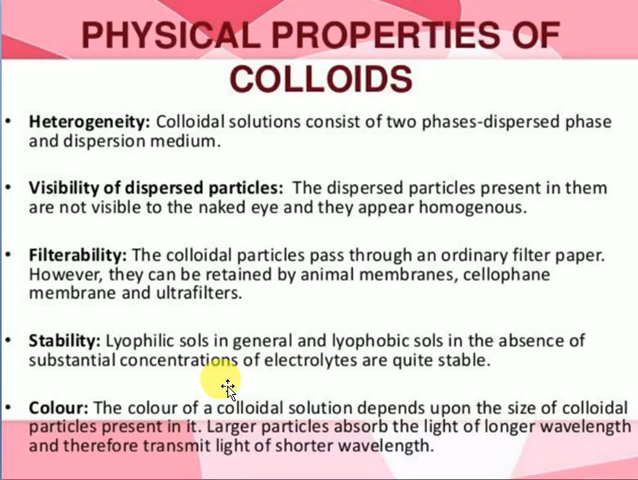 PHYSICAL PROPERTIES OF
COLLOIDS
• Heterogeneity: Colloidal solutions consist of two phases-dispersed phase
and dispersion medium.
• Visibility of dispersed particles: The dispersed particles present in them
are not visible to the naked eye and they appear homogenous.
• Filterability: The colloidal particles pass through an ordinary filter paper.
However, they can be retained by animal membranes, cellophane
membrane and ultrafilters.
• Stability: Lyophilic sols in general and lyophobic sols in the absence of
substantial concentrations of electrolytes are quite stable.
• Colour: The colour of a colloidal solution depends upon the size of colloidal
particles present in it. Larger particles absorb the light of longer wavelength
and therefore transmit light of shorter wavelength.